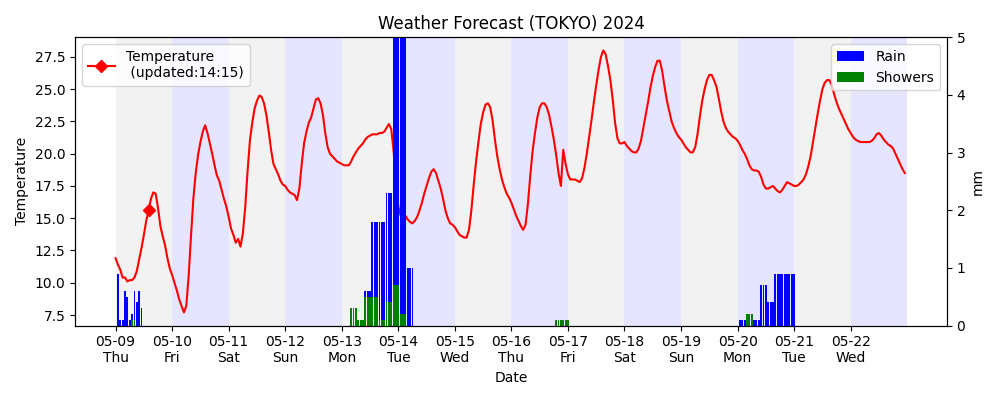 Weather Forecast (TOKYO) 2024
Temperature
(updated:14:15)
Rain
Showers
27.5
25.0
22.5
20.0
17.5
15.0
12.5
10.0
7.5
Temperature
5
4
3
2
1
0
mm
05-09 05-10 05-11 05-12 05-13 05-14 05-15 05-16 05-17 05-18 05-19 05-20 05-21 05-22
Thu Fri Sat Sun Mon Tue Wed Thu Fri Sat Sun Mon Tue Wed
Date